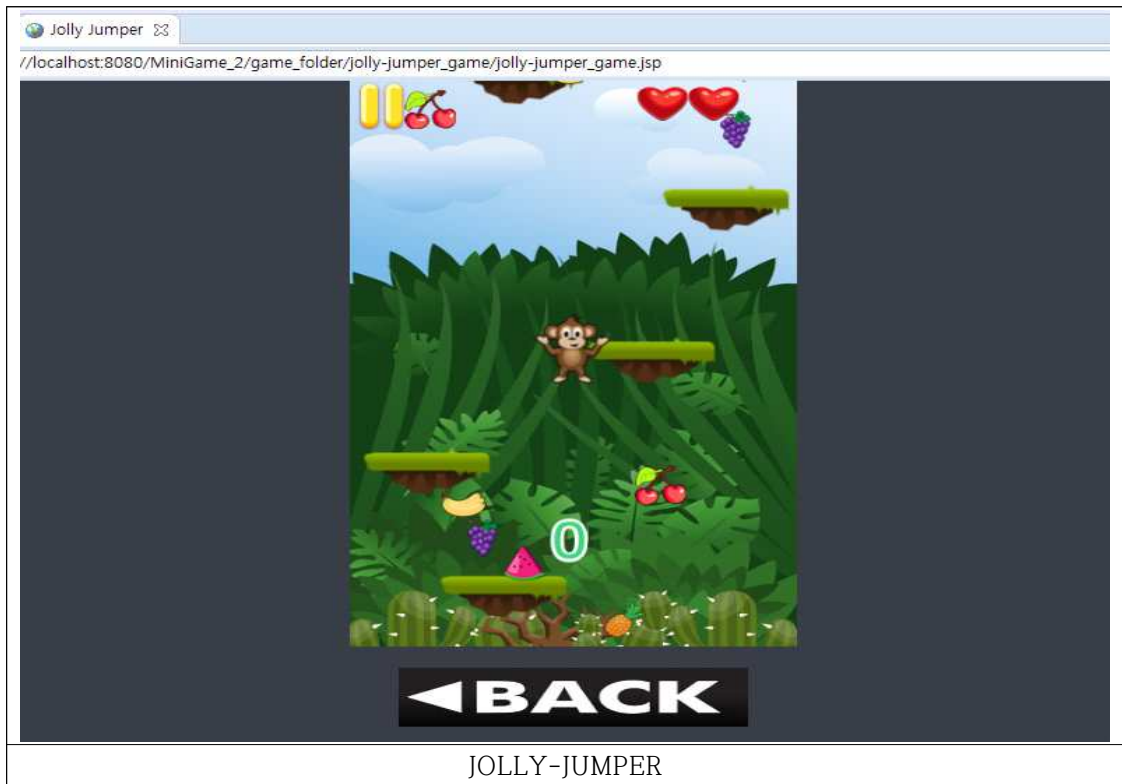 Jolly Jumper
//localhost:8080/MiniGame_2/game_folder/jolly-jumper_game/jolly-jumper_game.jsp
0
BACK
JOLLY-JUMPER